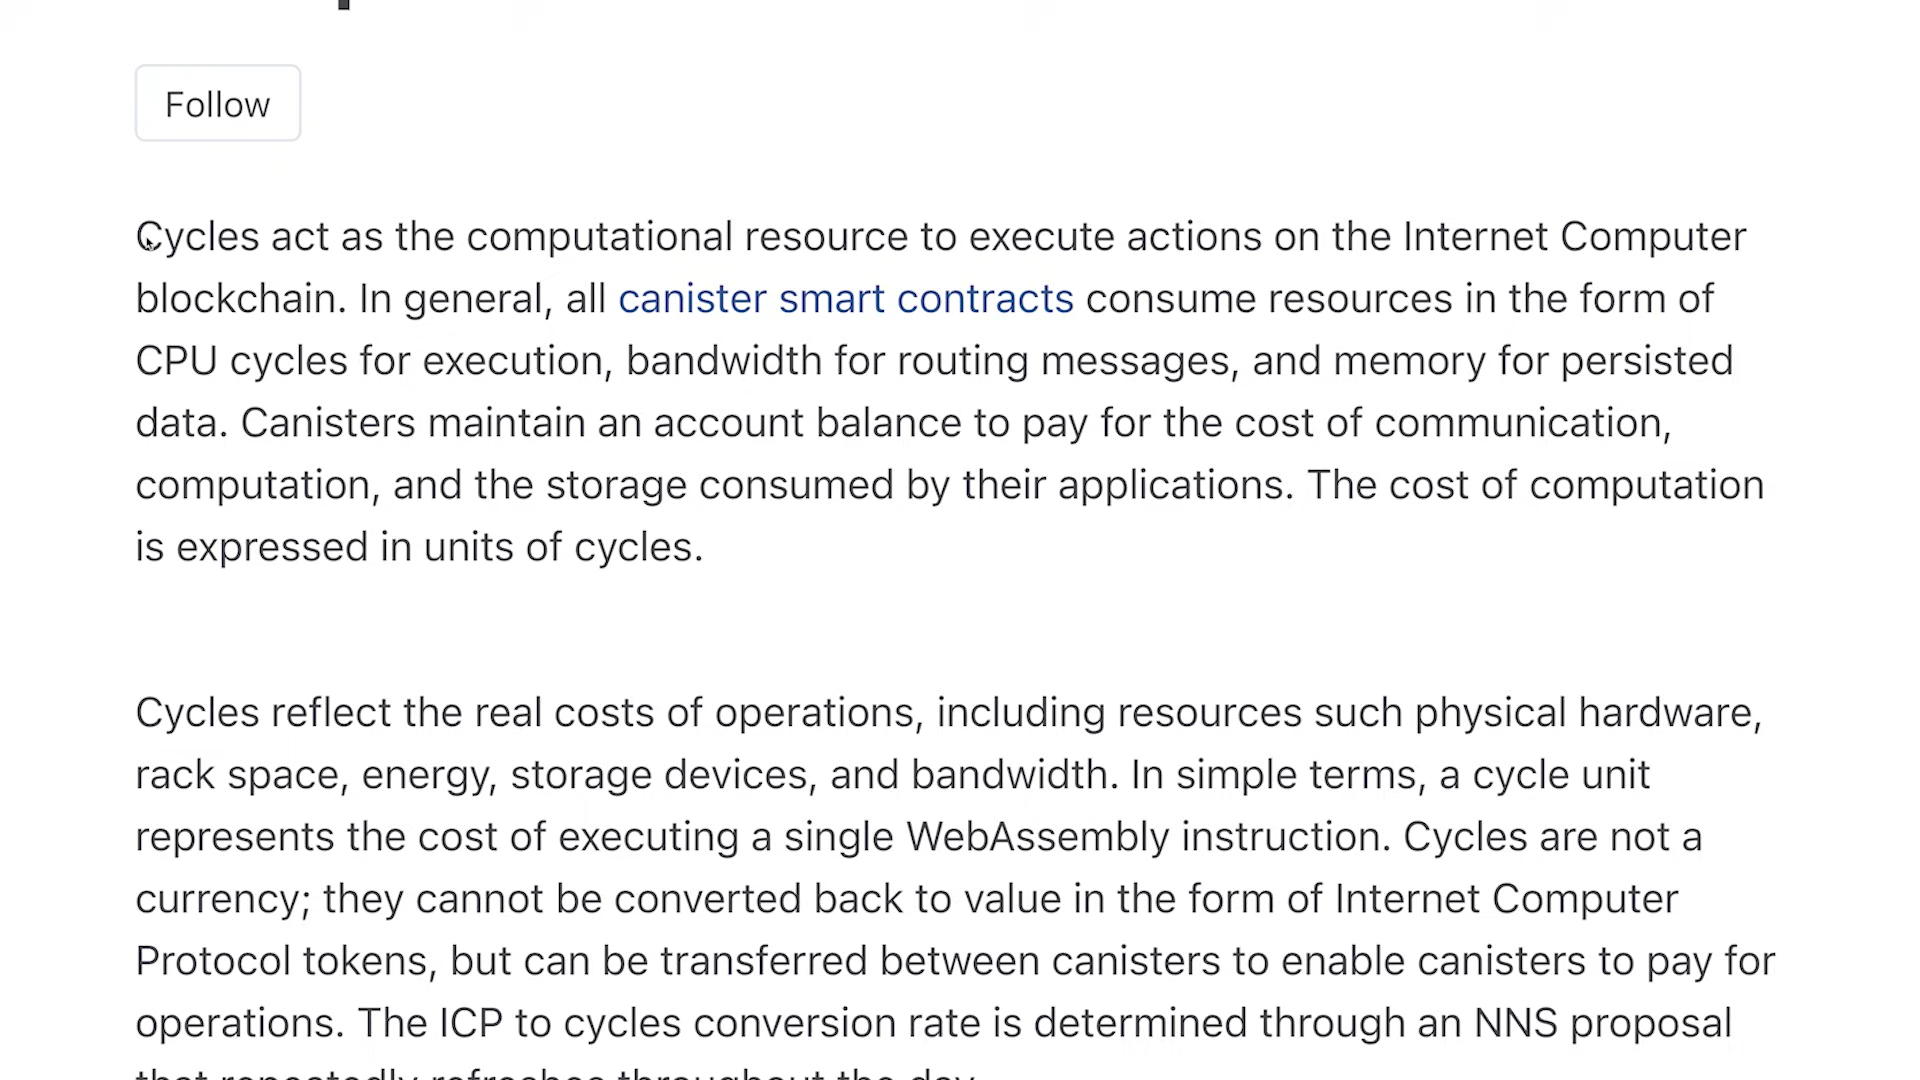 Follow
Cycles act as the computational resource to execute actions on the Internet Computer
blockchain. In general, all canister smart contracts consume resources in the form of
CPU cycles for execution, bandwidth for routing messages, and memory for persisted
data. Canisters maintain an account balance to pay for the cost of communication,
computation, and the storage consumed by their applications. The cost of computation
is expressed in units of cycles.
Cycles reflect the real costs of operations, including resources such physical hardware,
rack space, energy, storage devices, and bandwidth. In simple terms, a cycle unit
represents the cost of executing a single WebAssembly instruction. Cycles are not a
currency; they cannot be converted back to value in the form of Internet Computer
Protocol tokens, but can be transferred between canisters to enable canisters to pay for
operations. The ICP to cycles conversion rate is determined through an NNS proposal
that repeatedly refreshes throughout the day.